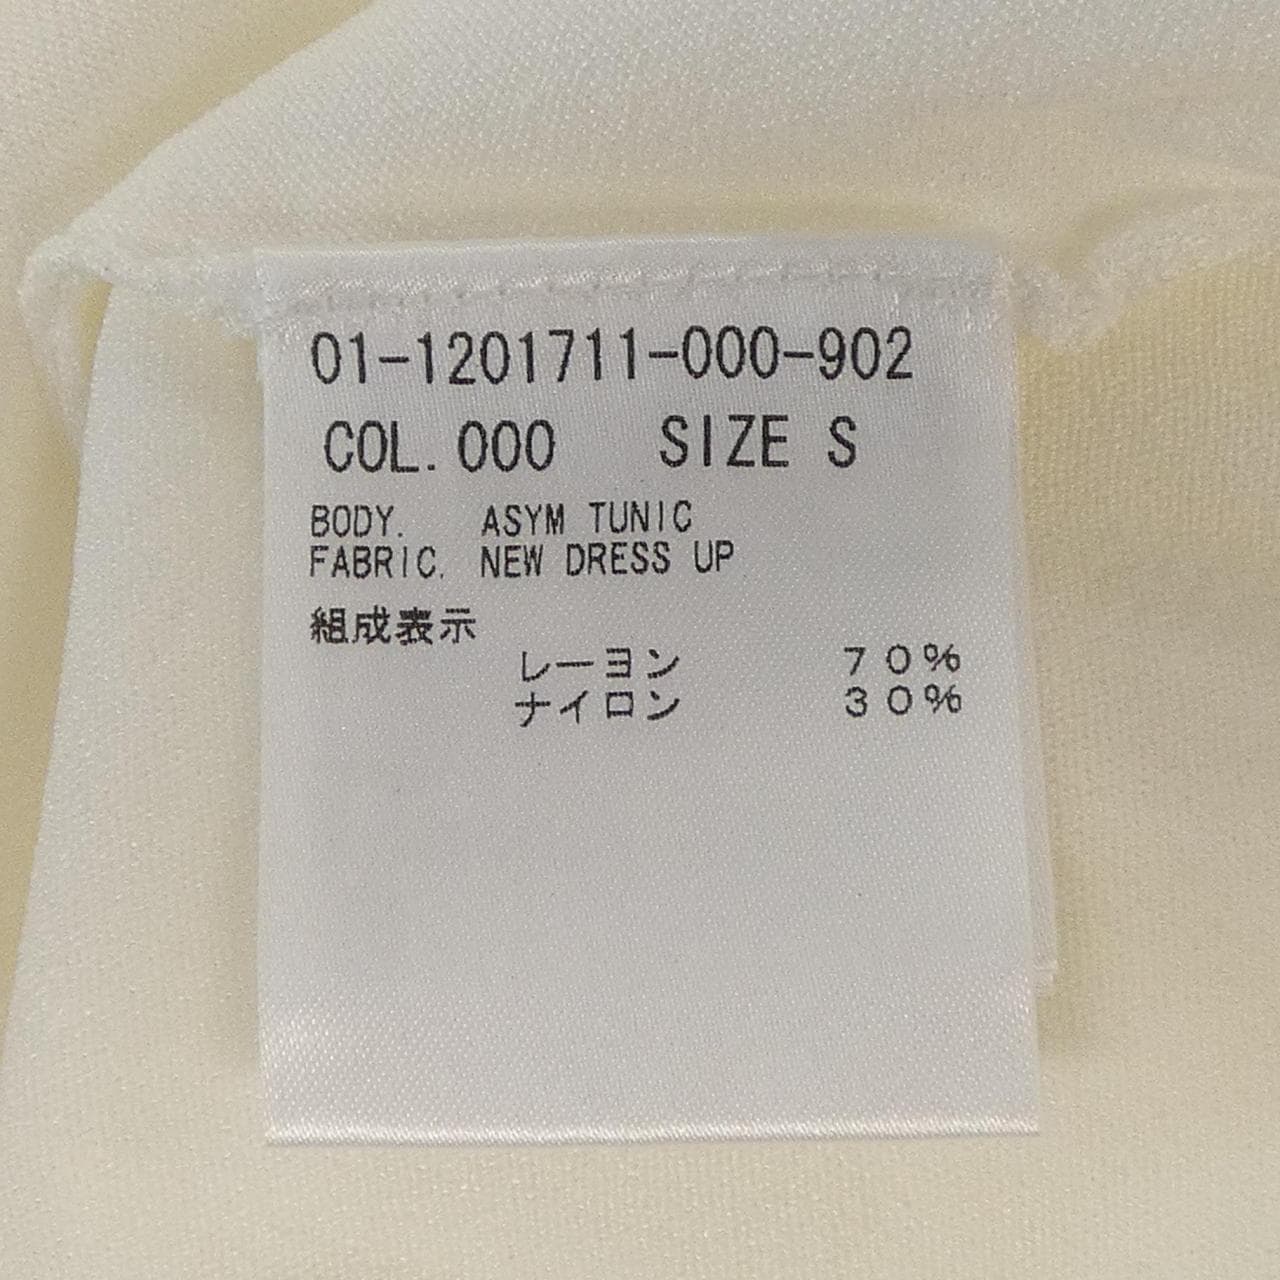 01-1201711-000-902
COL.000 SIZE S
BODY. ASYM TUNIC
FABRIC. NEW DRESS UP
組成表示
レーヨン 70%
ナイロン 30%